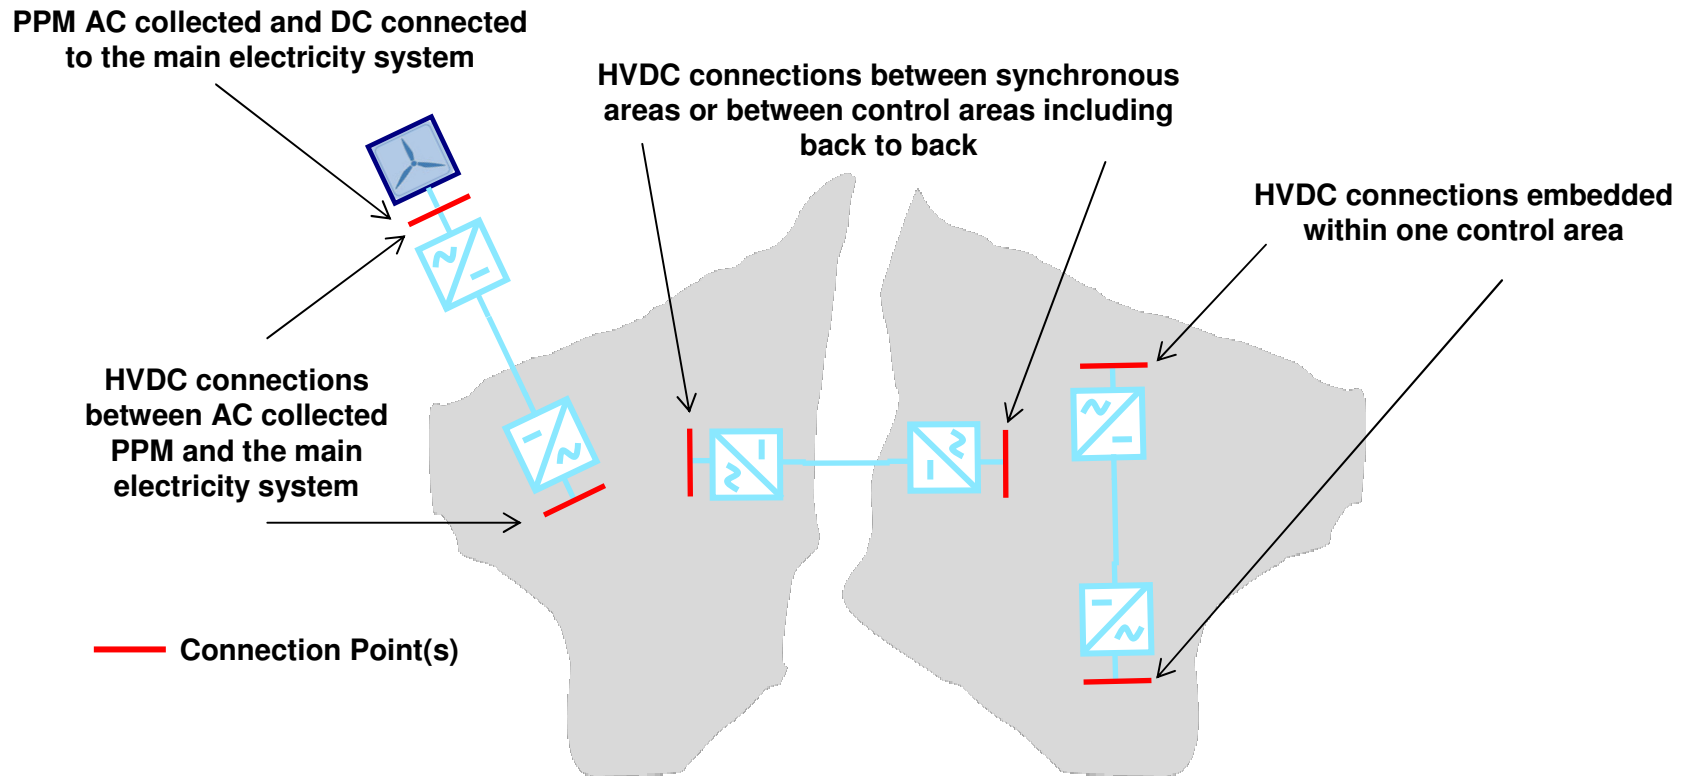 PPM AC collected and DC connected
to the main electricity system
HVDC connections between synchronous
areas or between control areas including
back to back
HVDC connections embedded
within one control area
HVDC connections
between AC collected
PPM and the main
electricity system
Connection Point(s)